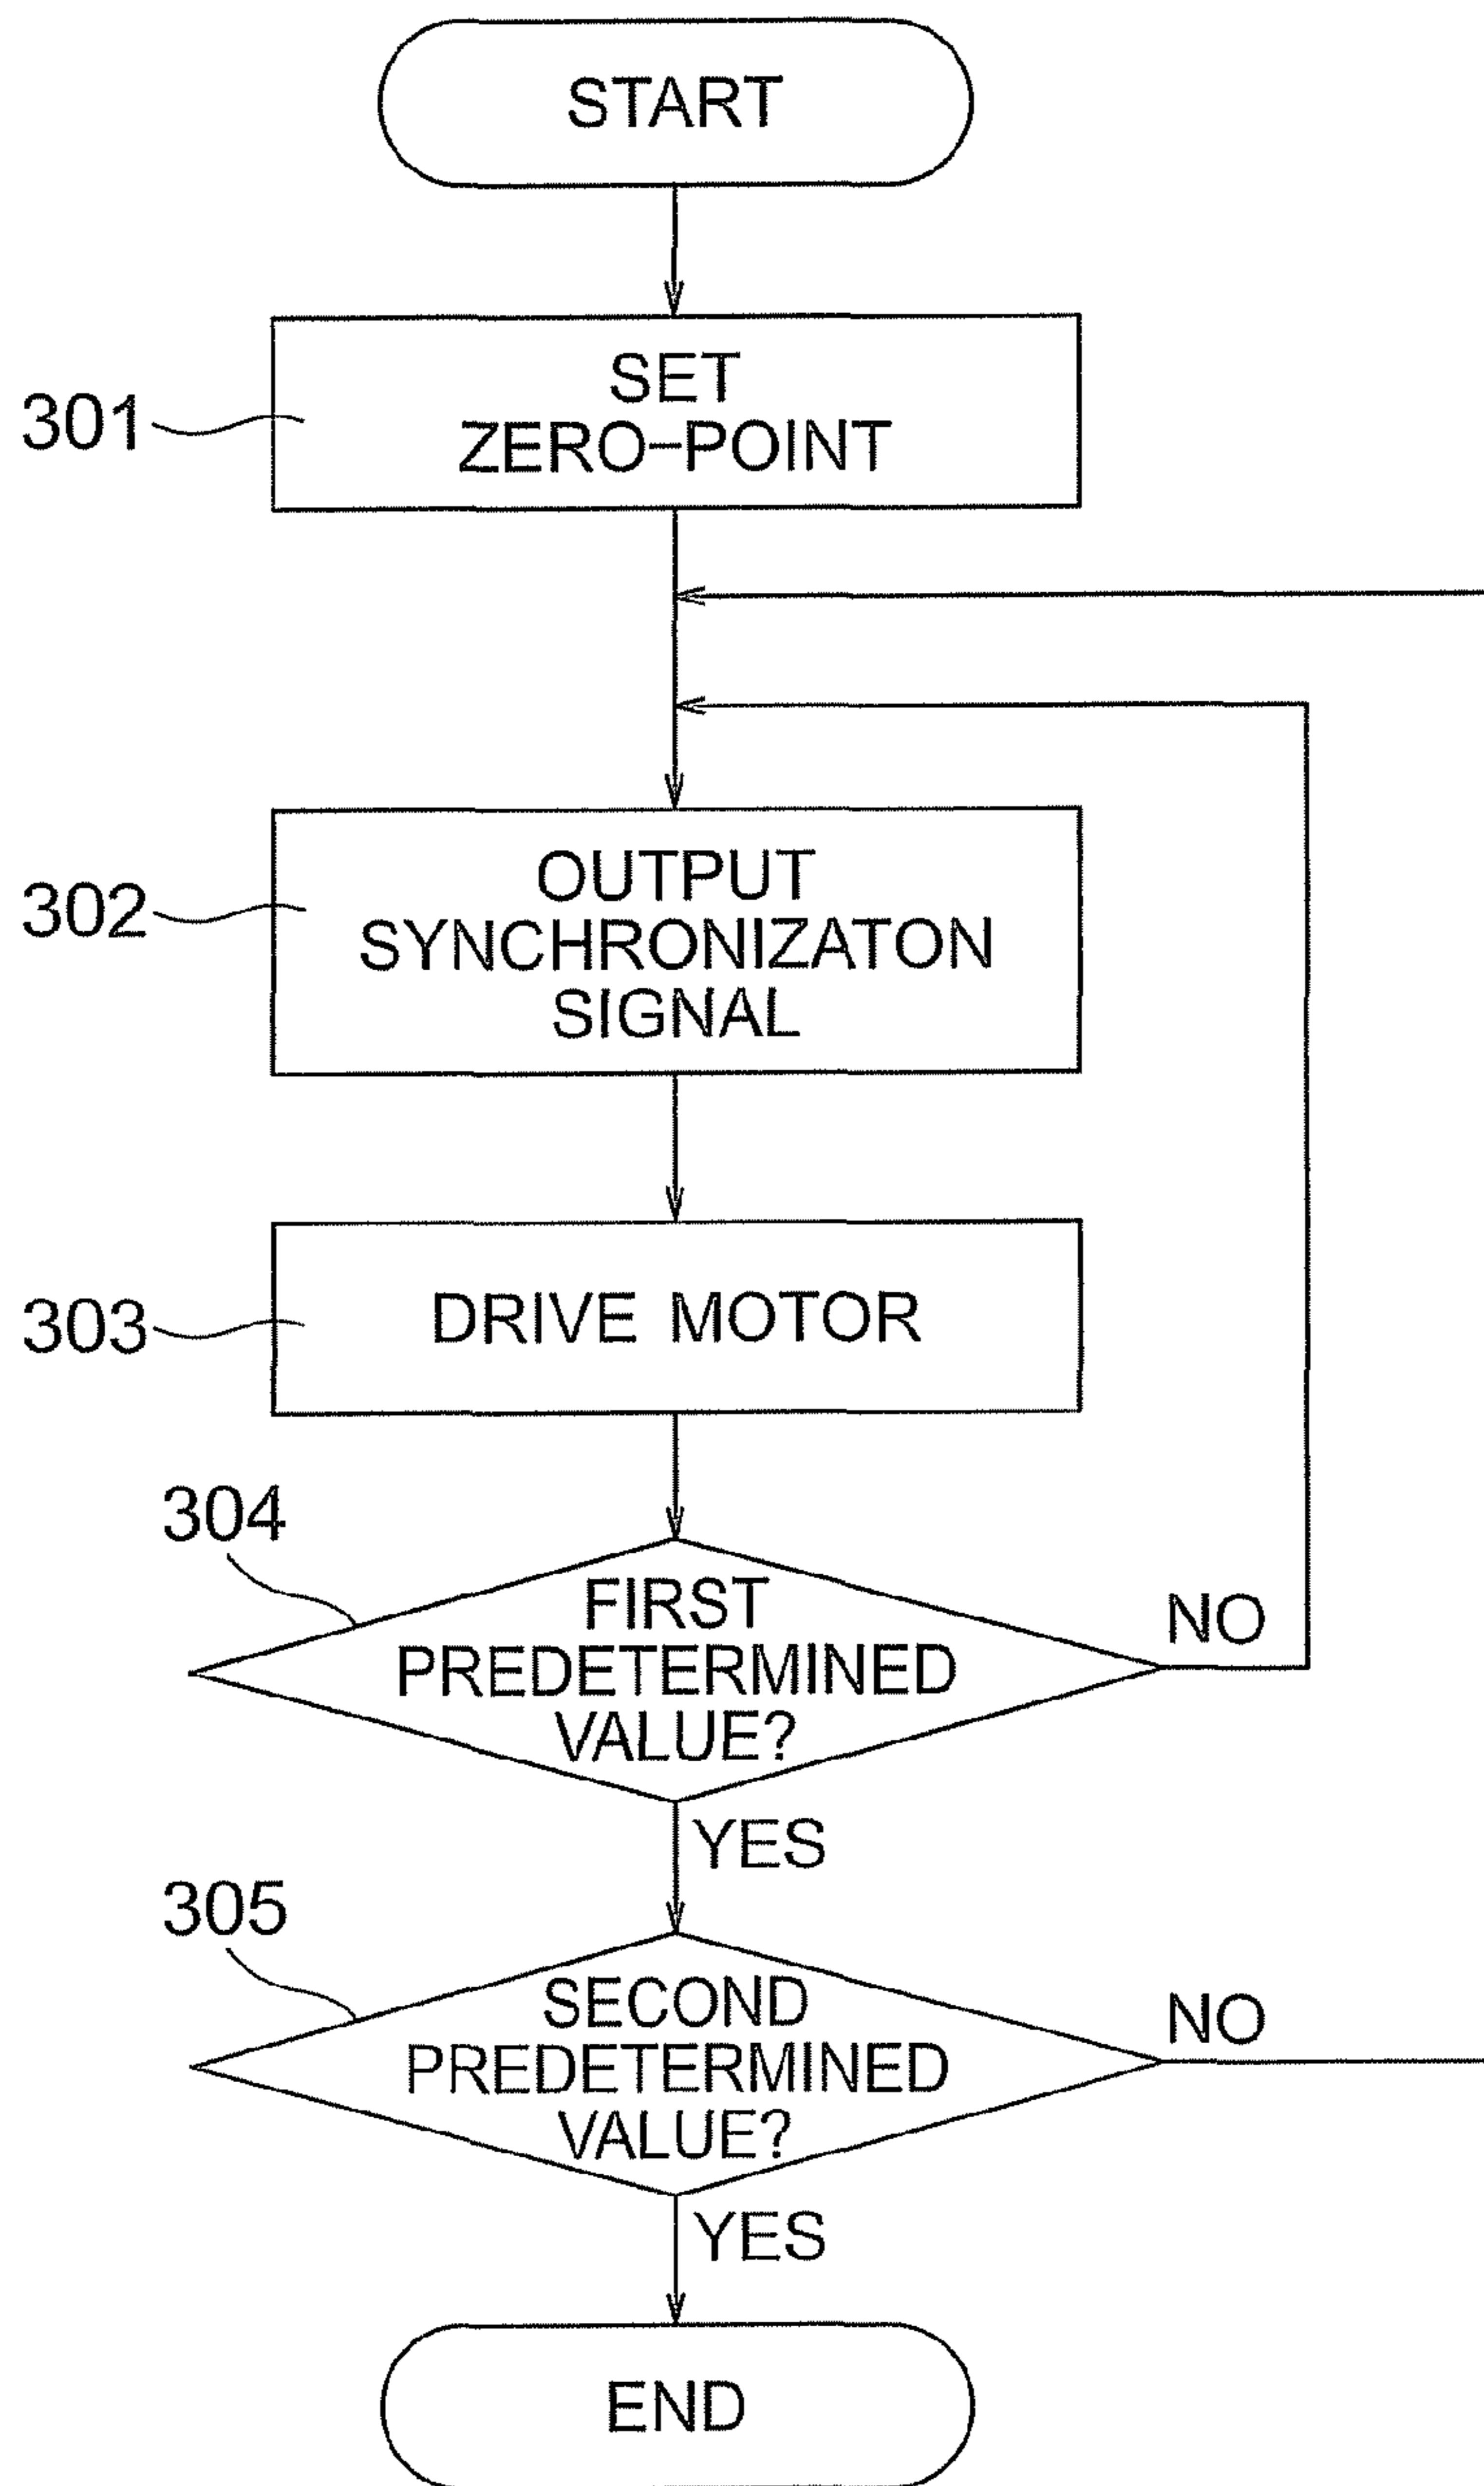 START
301
SET
ZERO-POINT
302
OUTPUT
SYNCHRONIZATON
SIGNAL
303
DRIVE MOTOR
304
FIRST
PREDETERMINED
VALUE?
NO
YES
305
SECOND
PREDETERMINED
VALUE?
NO
YES
END